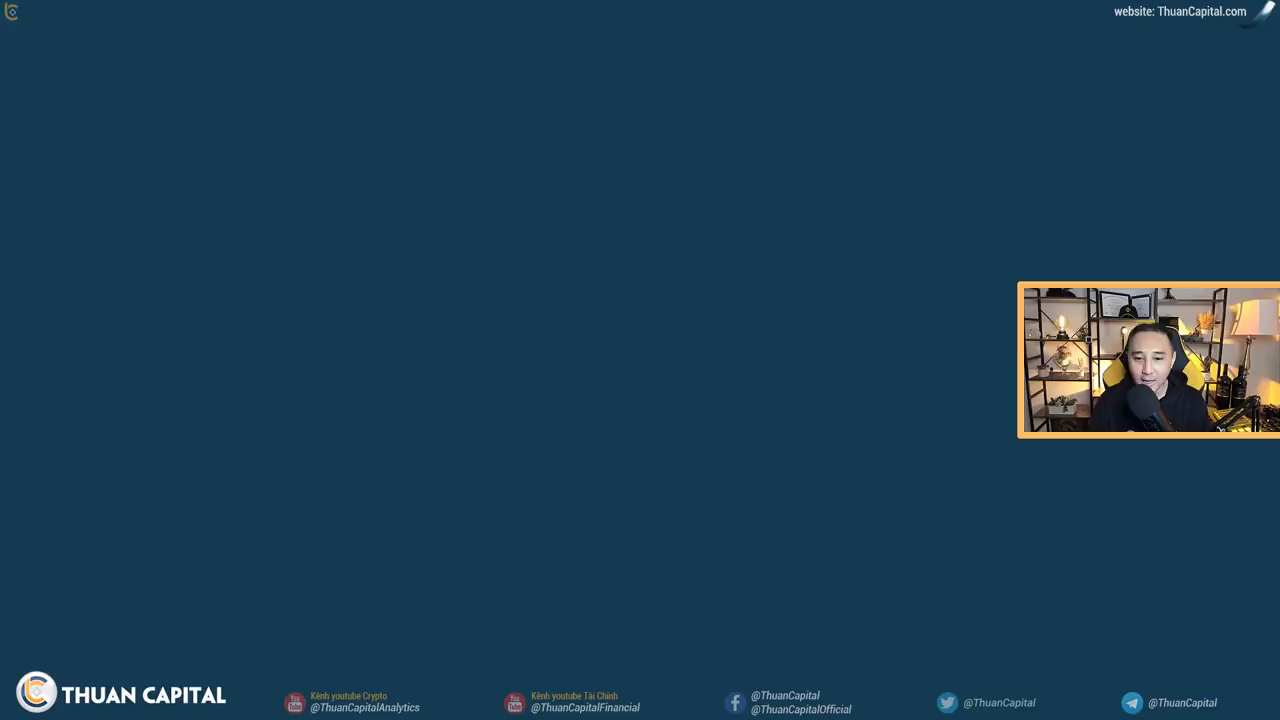 website: ThuanCapital.com
THUAN CAPITAL
Kênh youtube Crypto
@ThuanCapitalAnalytics
Kênh youtube Tài Chính
@ThuanCapitalFinancial
@ThuanCapital
@ThuanCapitalOfficial
@ThuanCapital
@ThuanCapital